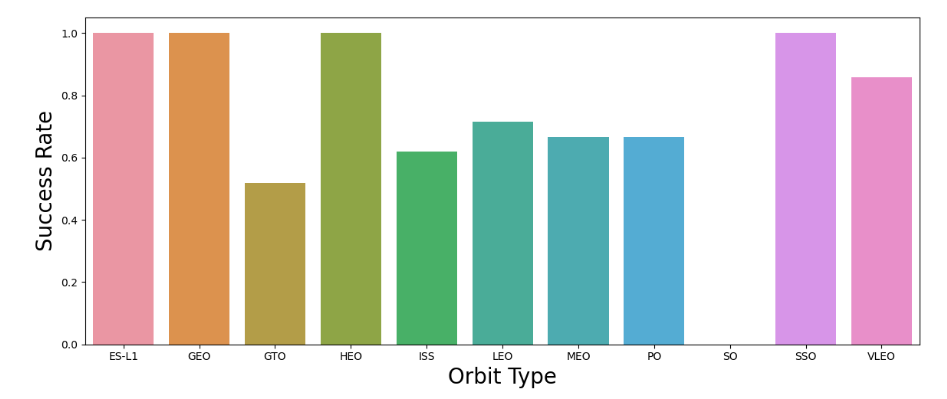 1.0
0.8
0.6
0.4
0.2
0.0
Success Rate
ES-L1 GEO GTO HEO ISS LEO MEO PO SO SSO VLEO
Orbit Type